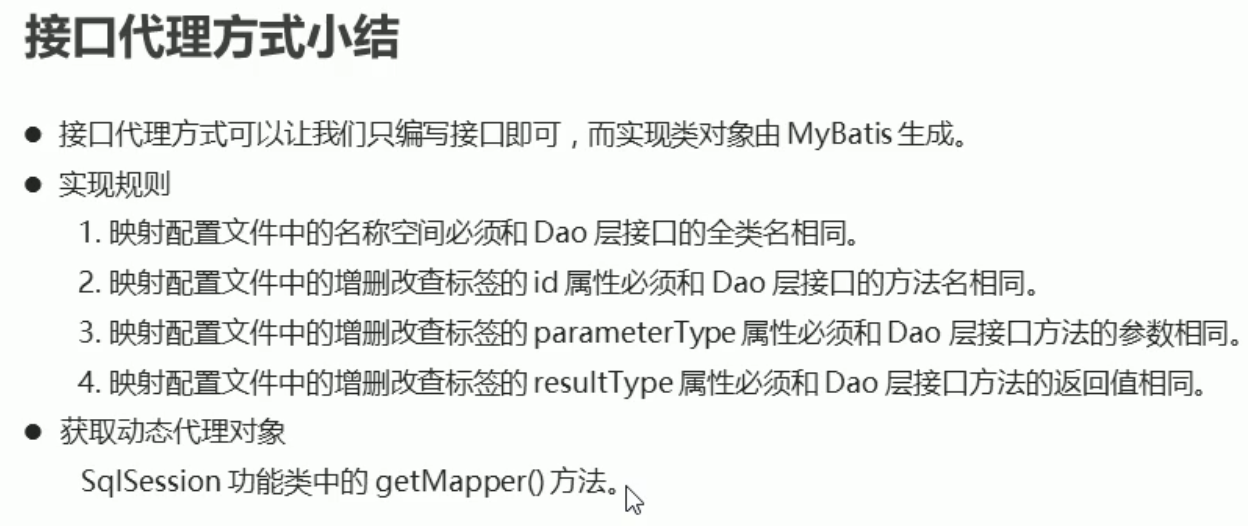 接口代理方式小结
● 接口代理方式可以让我们只编写接口即可，而实现类对象由 MyBatis 生成。
● 实现规则
1. 映射配置文件中的名称空间必须和 Dao 层接口的全类名相同。
2. 映射配置文件中的增删改查标签的 id 属性必须和 Dao 层接口的方法名相同。
3. 映射配置文件中的增删改查标签的 parameterType 属性必须和 Dao 层接口方法的参数相同。
4. 映射配置文件中的增删改查标签的 resultType 属性必须和 Dao 层接口方法的返回值相同。
● 获取动态代理对象
SqlSession 功能类中的 getMapper() 方法。